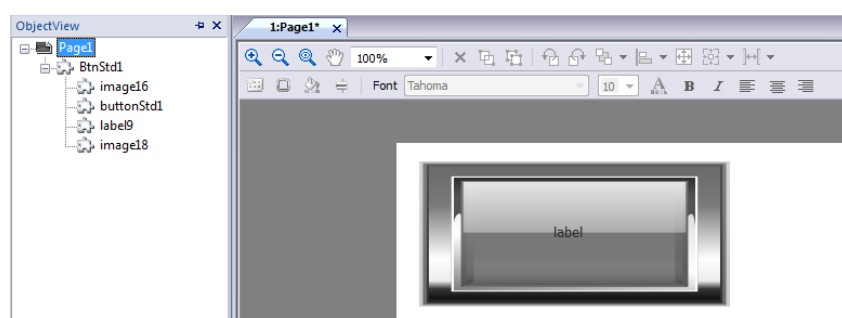 ObjectView
Page1
BtnStd1
image16
buttonStd1
label9
image18
1:Page1*
100%
Font Tahoma 10 A B I
label